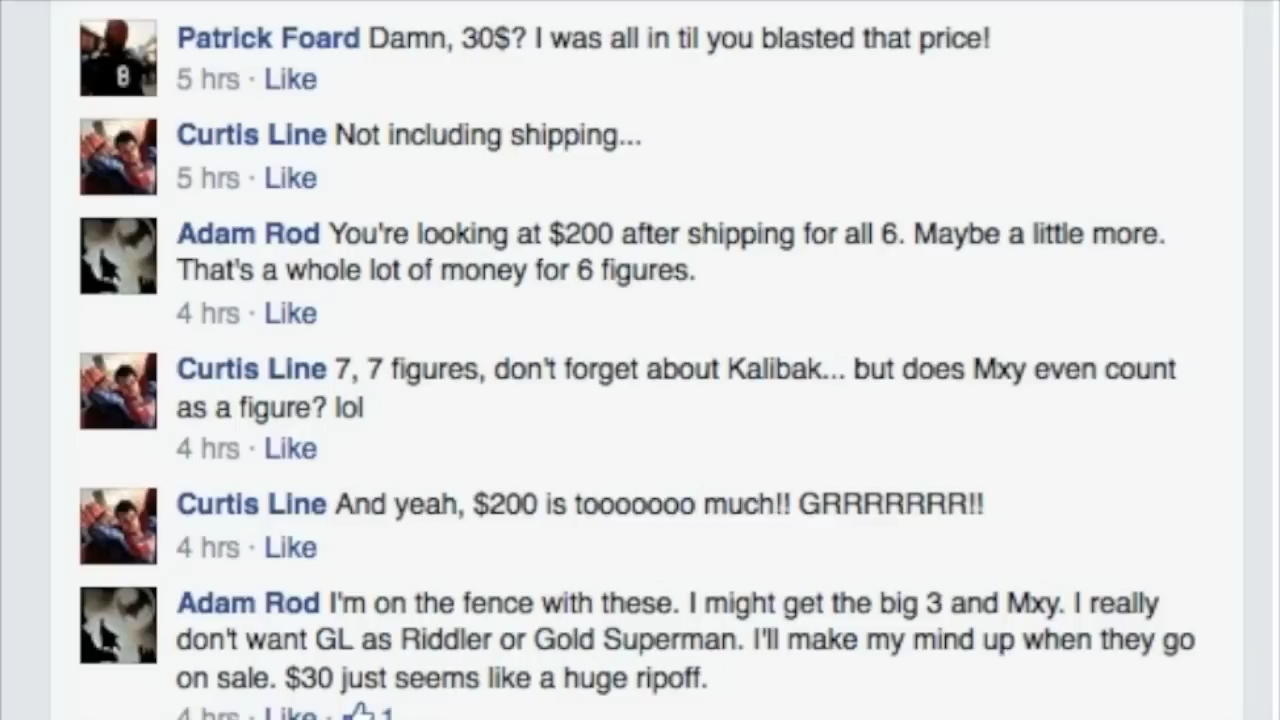 Patrick Foard Damn, 30$? I was all in til you blasted that price!
5 hrs · Like
Curtis Line Not including shipping...
5 hrs · Like
Adam Rod You're looking at $200 after shipping for all 6. Maybe a little more.
That's a whole lot of money for 6 figures.
4 hrs · Like
Curtis Line 7, 7 figures, don't forget about Kalibak... but does Mxy even count
as a figure? lol
4 hrs · Like
Curtis Line And yeah, $200 is tooooooo much!! GRRRRRRR!!
4 hrs · Like
Adam Rod I'm on the fence with these. I might get the big 3 and Mxy. I really
don't want GL as Riddler or Gold Superman. I'll make my mind up when they go
on sale. $30 just seems like a huge ripoff.
4 hrs · Like · 1
8